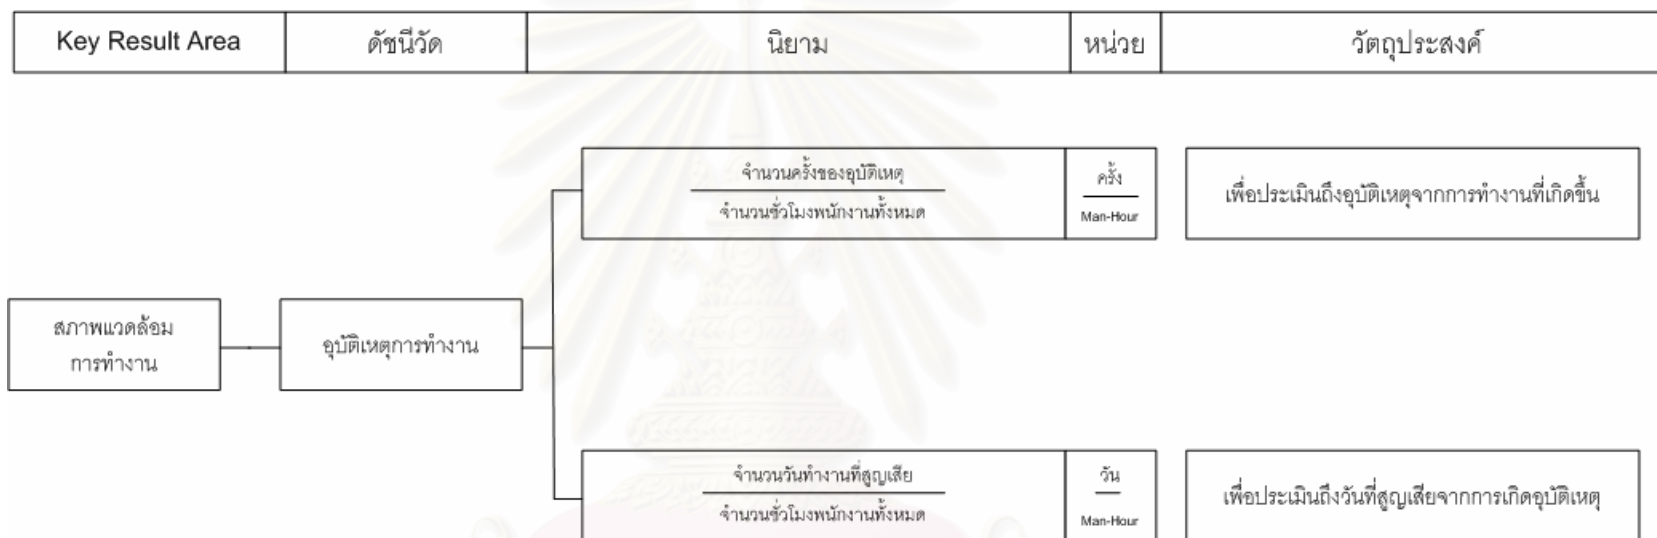 Key Result Area ดัชนีวัด นิยาม หน่วย วัตถุประสงค์
จำนวนครั้งของอุบัติเหตุ ครั้ง
เพื่อประเมินถึงอุบัติเหตุจากการทำงานที่เกิดขึ้น
จำนวนชั่วโมงพนักงานทั้งหมด Man-Hour
สภาพแวดล้อม
การทำงาน
อุบัติเหตุการทำงาน
จำนวนวันทำงานที่สูญเสีย วัน
เพื่อประเมินถึงวันที่สูญเสียจากการเกิดอุบัติเหตุ
จำนวนชั่วโมงพนักงานทั้งหมด Man-Hour